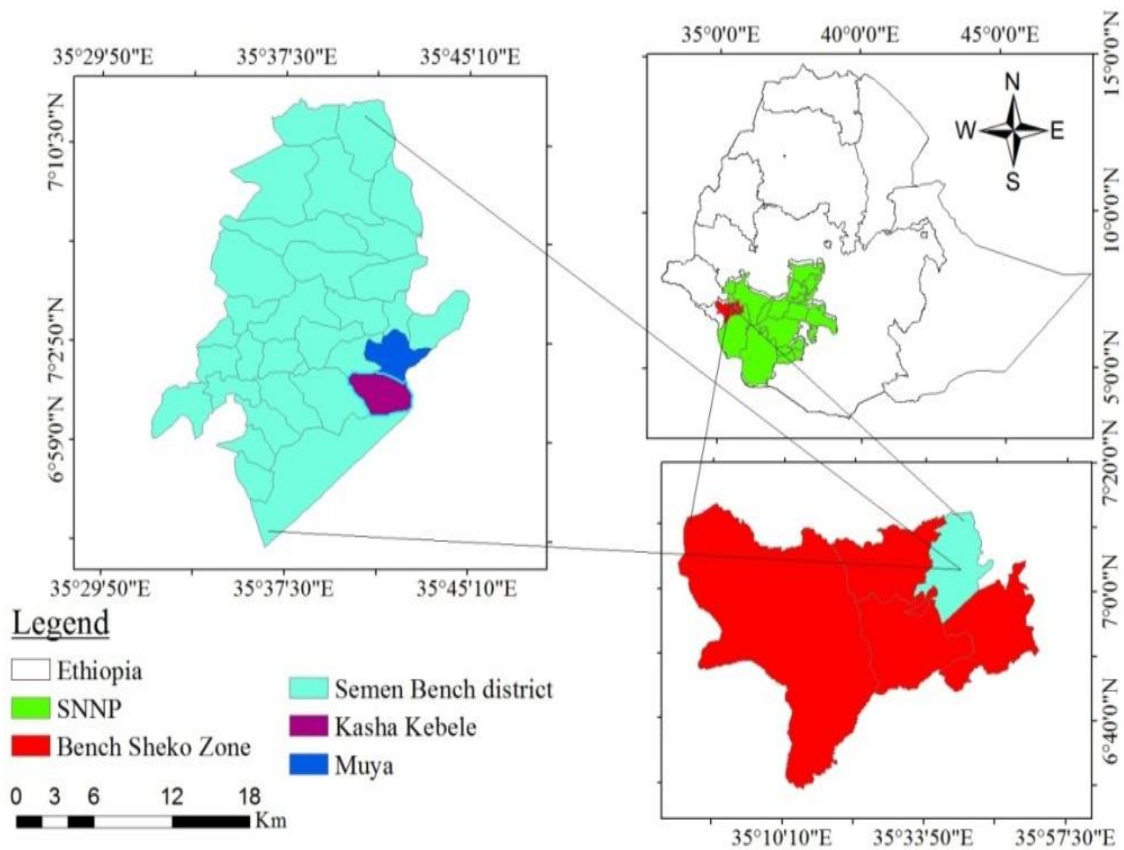 35°29'50"E 35°37'30"E 35°45'10"E
7°10'30"N
7°2'50"N
6°59'0"N
35°29'50"E 35°37'30"E 35°45'10"E
35°0'0"E 40°0'0"E 45°0'0"E
N
W E
S
15°0'0"N
10°0'0"N
5°0'0"N
0°0'0"N
7°20'0"N
7°0'0"N
6°40'0"N
35°10'10"E 35°33'50"E 35°57'30"E
Legend
Ethiopia
SNNP
Bench Sheko Zone
Semen Bench district
Kasha Kebele
Muya
0 3 6 12 18
Km